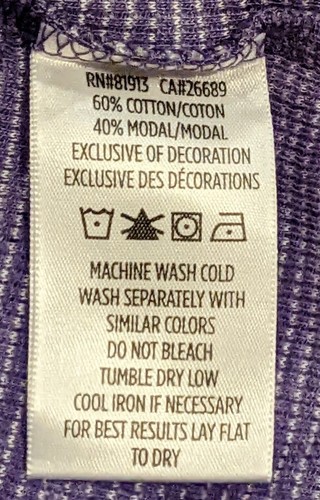 RN#81913 CA#26689
60% COTTON/COTON
40% MODAL/MODAL
EXCLUSIVE OF DECORATION
EXCLUSIVE DES DÉCORATIONS
MACHINE WASH COLD
WASH SEPARATELY WITH
SIMILAR COLORS
DO NOT BLEACH
TUMBLE DRY LOW
COOL IRON IF NECESSARY
FOR BEST RESULTS LAY FLAT
TO DRY